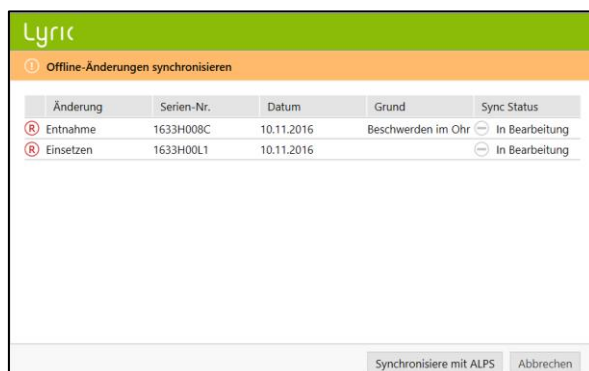 Lyric
Offline-Änderungen synchronisieren
Änderung Serien-Nr. Datum Grund Sync Status
R Entnahme 1633H008C 10.11.2016 Beschwerden im Ohr In Bearbeitung
R Einsetzen 1633H00L1 10.11.2016 In Bearbeitung
Synchronisiere mit ALPS Abbrechen